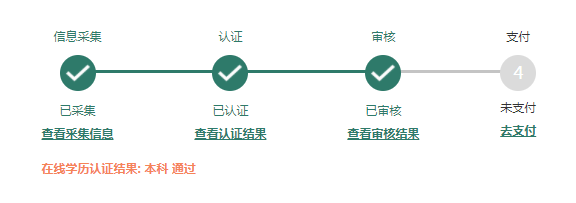 信息采集 认证 审核 支付
4
已采集 已认证 已审核 未支付
查看采集信息 查看认证结果 查看审核结果 去支付
在线学历认证结果: 本科 通过